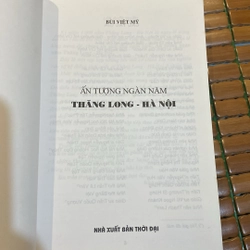 BÙI VIỆT MỸ
ẤN TƯỢNG NGÀN NĂM
THĂNG LONG - HÀ NỘI
NHÀ XUẤT BẢN THỜI ĐẠI